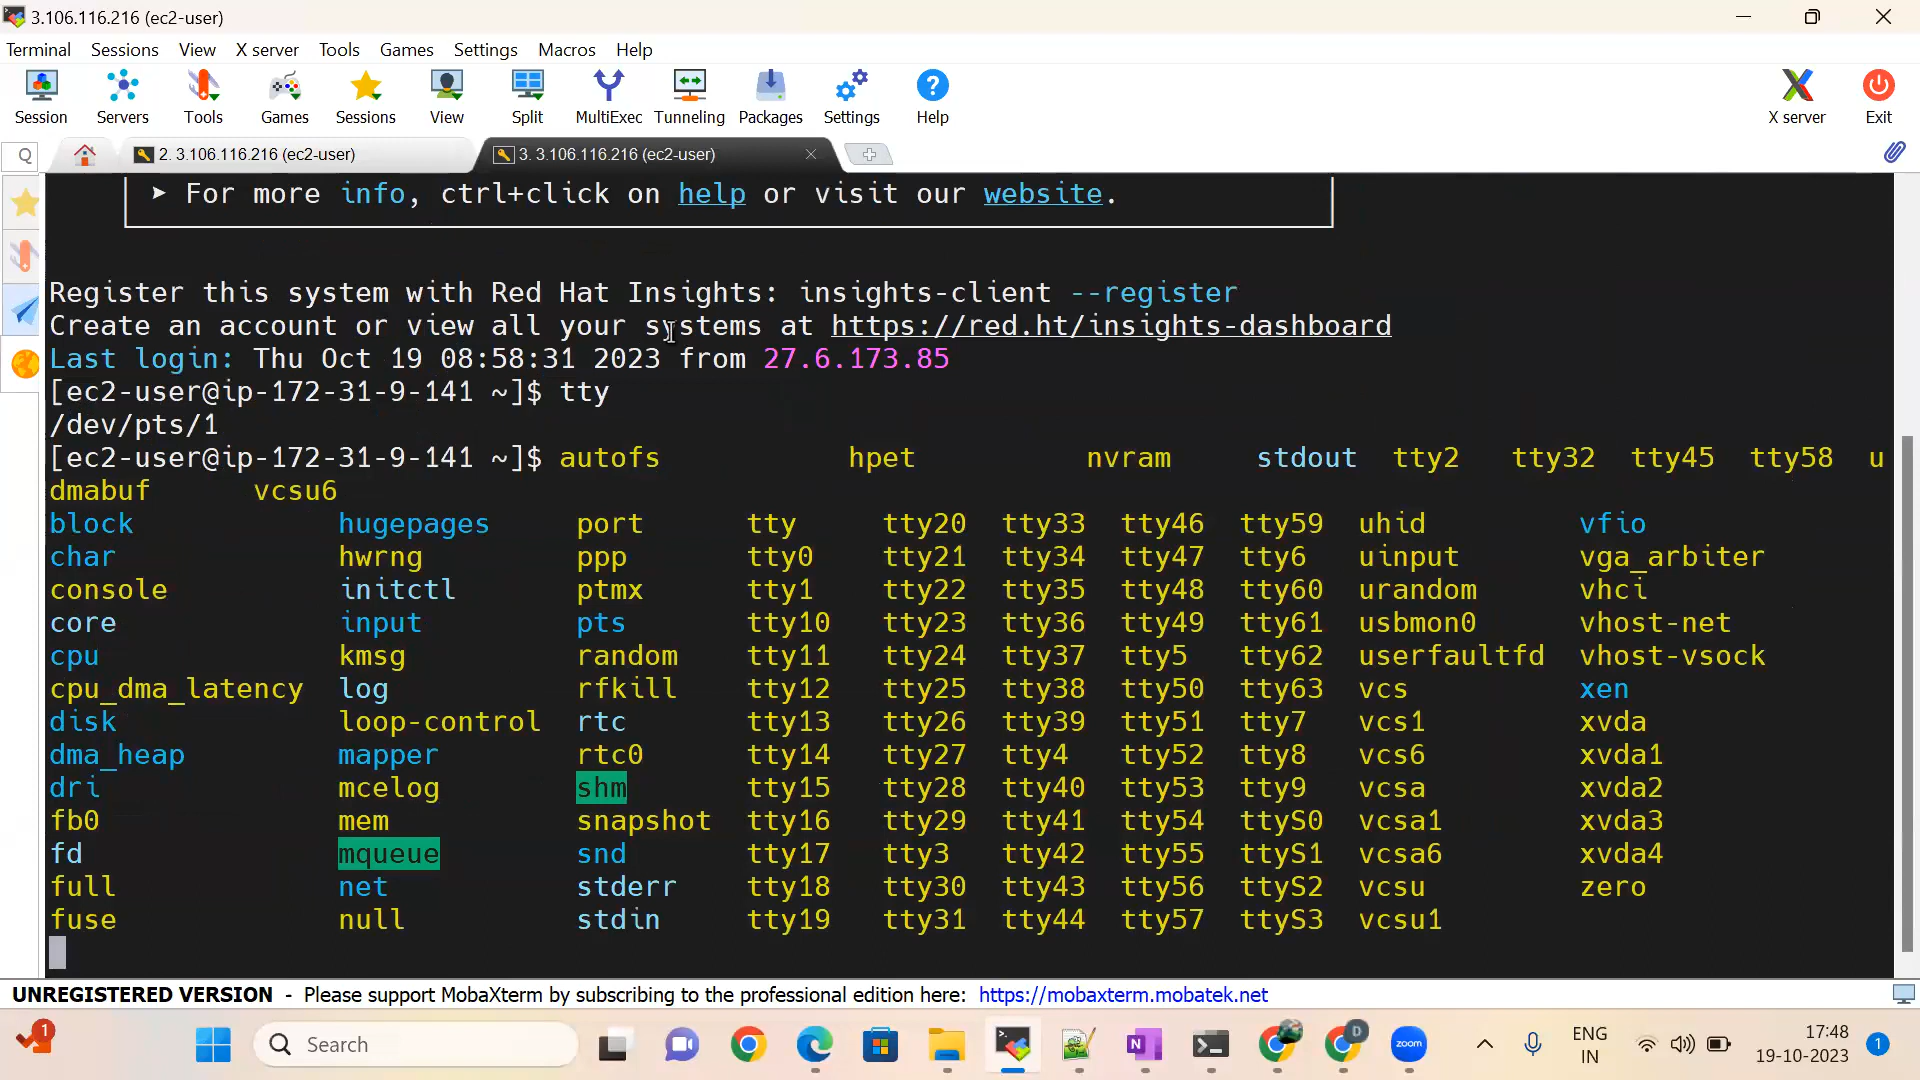 3.106.116.216 (ec2-user)
Terminal Sessions View X server Tools Games Settings Macros Help
Session Servers Tools Games Sessions View Split MultiExec Tunneling Packages Settings Help X server Exit
2. 3.106.116.216 (ec2-user) 3. 3.106.116.216 (ec2-user)
➤ For more info, ctrl+click on help or visit our website.
Register this system with Red Hat Insights: insights-client --register
Create an account or view all your systems at https://red.ht/insights-dashboard
Last login: Thu Oct 19 08:58:31 2023 from 27.6.173.85
[ec2-user@ip-172-31-9-141 ~]$ tty
/dev/pts/1
[ec2-user@ip-172-31-9-141 ~]$ autofs hpet nvram stdout tty2 tty32 tty45 tty58 u
dmabuf vcsu6
block hugepages port tty tty20 tty33 tty46 tty59 uhid vfio
char hwrng ppp tty0 tty21 tty34 tty47 tty6 uinput vga_arbiter
console initctl ptmx tty1 tty22 tty35 tty48 tty60 urandom vhci
core input pts tty10 tty23 tty36 tty49 tty61 usbmon0 vhost-net
cpu kmsg random tty11 tty24 tty37 tty5 tty62 userfaultfd vhost-vsock
cpu_dma_latency log rfkill tty12 tty25 tty38 tty50 tty63 vcs xen
disk loop-control rtc tty13 tty26 tty39 tty51 tty7 vcs1 xvda
dma_heap mapper rtc0 tty14 tty27 tty4 tty52 tty8 vcs6 xvda1
dri mcelog shm tty15 tty28 tty40 tty53 tty9 vcsa xvda2
fb0 mem snapshot tty16 tty29 tty41 tty54 ttyS0 vcsa1 xvda3
fd mqueue snd tty17 tty3 tty42 tty55 ttyS1 vcsa6 xvda4
full net stderr tty18 tty30 tty43 tty56 ttyS2 vcsu zero
fuse null stdin tty19 tty31 tty44 tty57 ttyS3 vcsu1
UNREGISTERED VERSION - Please support MobaXterm by subscribing to the professional edition here: https://mobaxterm.mobatek.net
1 Search zoom D ENG 17:48 1
IN 19-10-2023